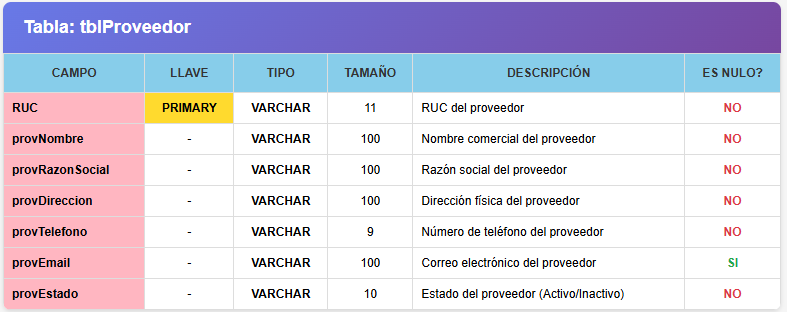 Tabla: tblProveedor
CAMPO LLAVE TIPO TAMAÑO DESCRIPCIÓN ES NULO?
RUC PRIMARY VARCHAR 11 RUC del proveedor NO
provNombre - VARCHAR 100 Nombre comercial del proveedor NO
provRazonSocial - VARCHAR 100 Razón social del proveedor NO
provDireccion - VARCHAR 100 Dirección física del proveedor NO
provTelefono - VARCHAR 9 Número de teléfono del proveedor NO
provEmail - VARCHAR 100 Correo electrónico del proveedor SI
provEstado - VARCHAR 10 Estado del proveedor (Activo/Inactivo) NO